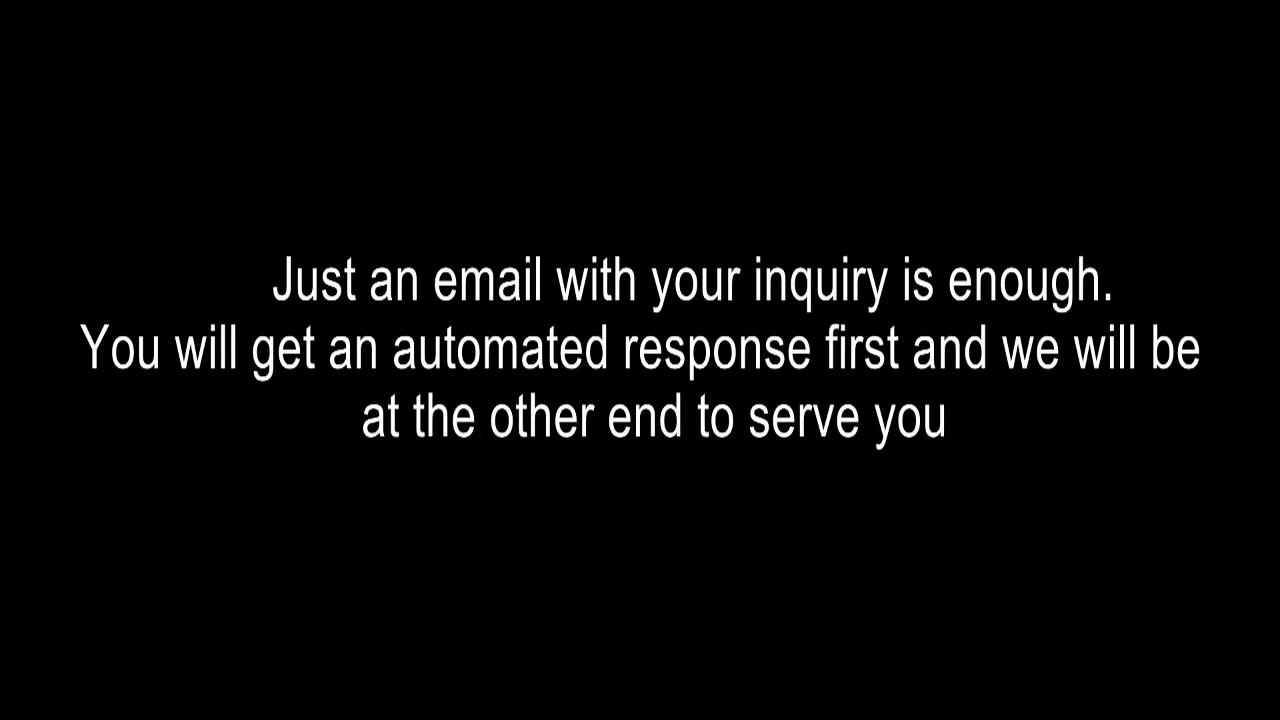 Just an email with your inquiry is enough.
You will get an automated response first and we will be
at the other end to serve you